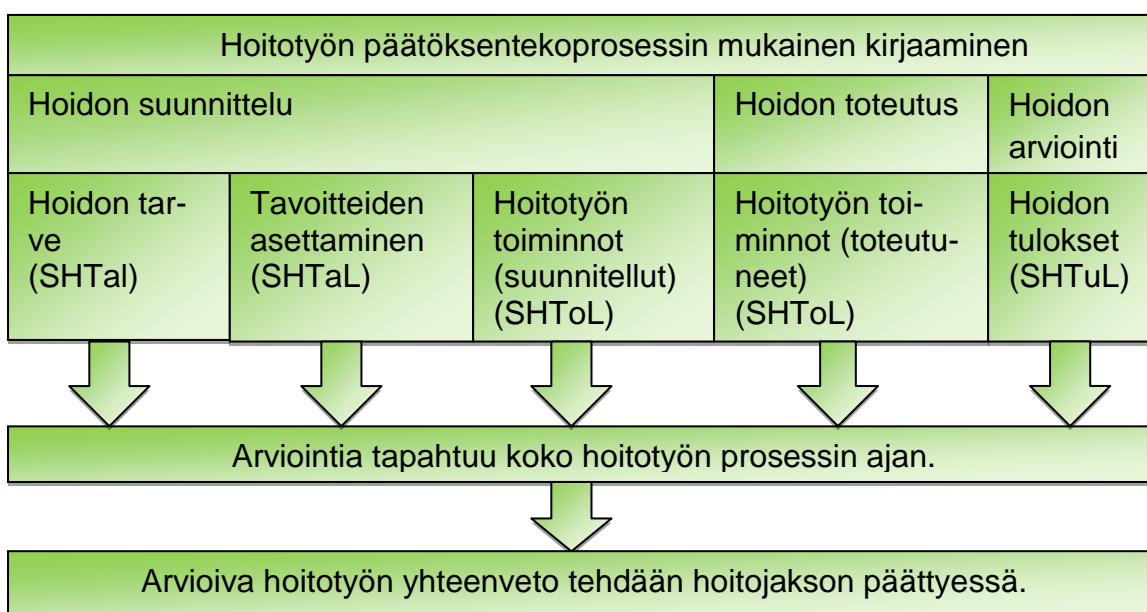 Hoitotyön päätöksentekoprosessin mukainen kirjaaminen
Hoidon suunnittelu
Hoidon toteutus
Hoidon
arviointi
Hoidon tar-
ve
(SHTal)
Tavoitteiden
asettaminen
(SHTaL)
Hoitotyön
toiminnot
(suunnitellut)
(SHToL)
Hoitotyön toi-
minnot (toteutu-
neet)
(SHToL)
Hoidon
tulokset
(SHTuL)
Arviointia tapahtuu koko hoitotyön prosessin ajan.
Arvioiva hoitotyön yhteenveto tehdään hoitojakson päättyessä.